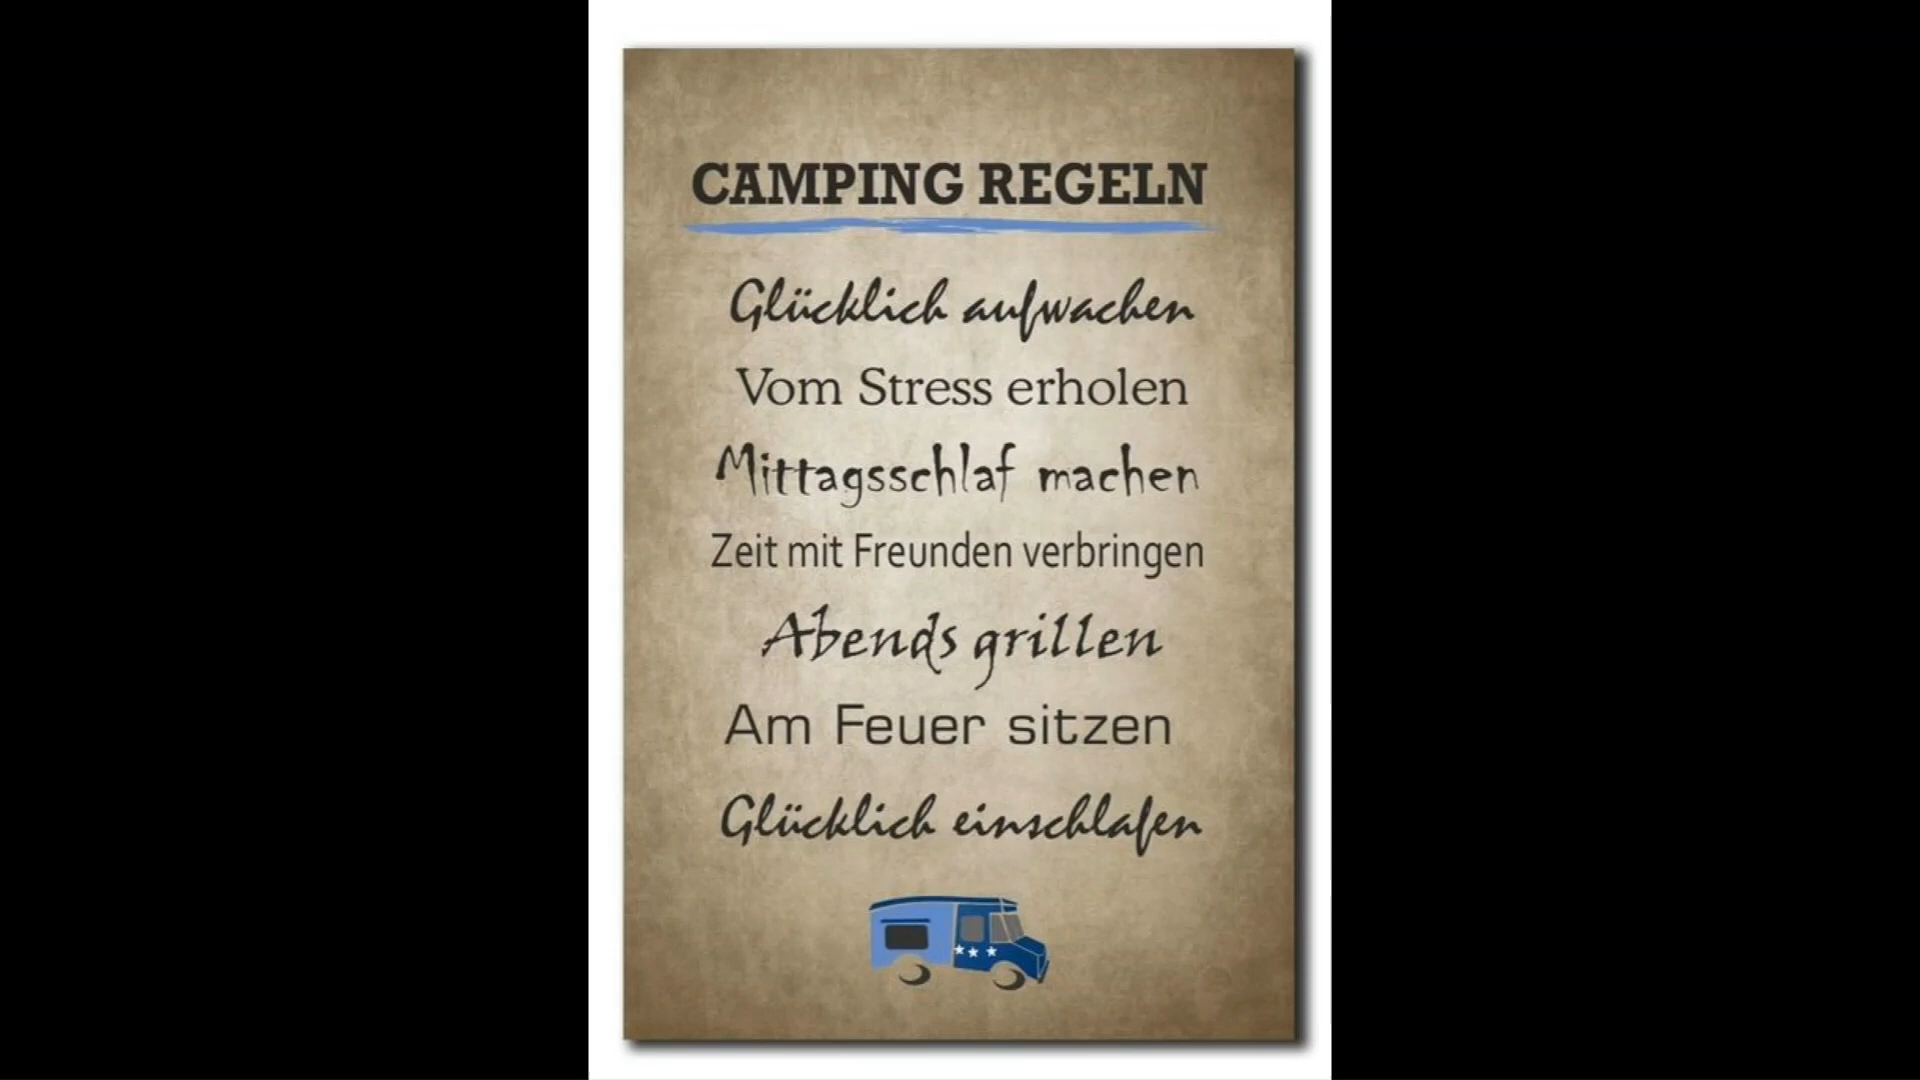 CAMPING REGELN
Glücklich aufwachen
Vom Stress erholen
Mittagsschlaf machen
Zeit mit Freunden verbringen
Abends grillen
Am Feuer sitzen
Glücklich einschlafen